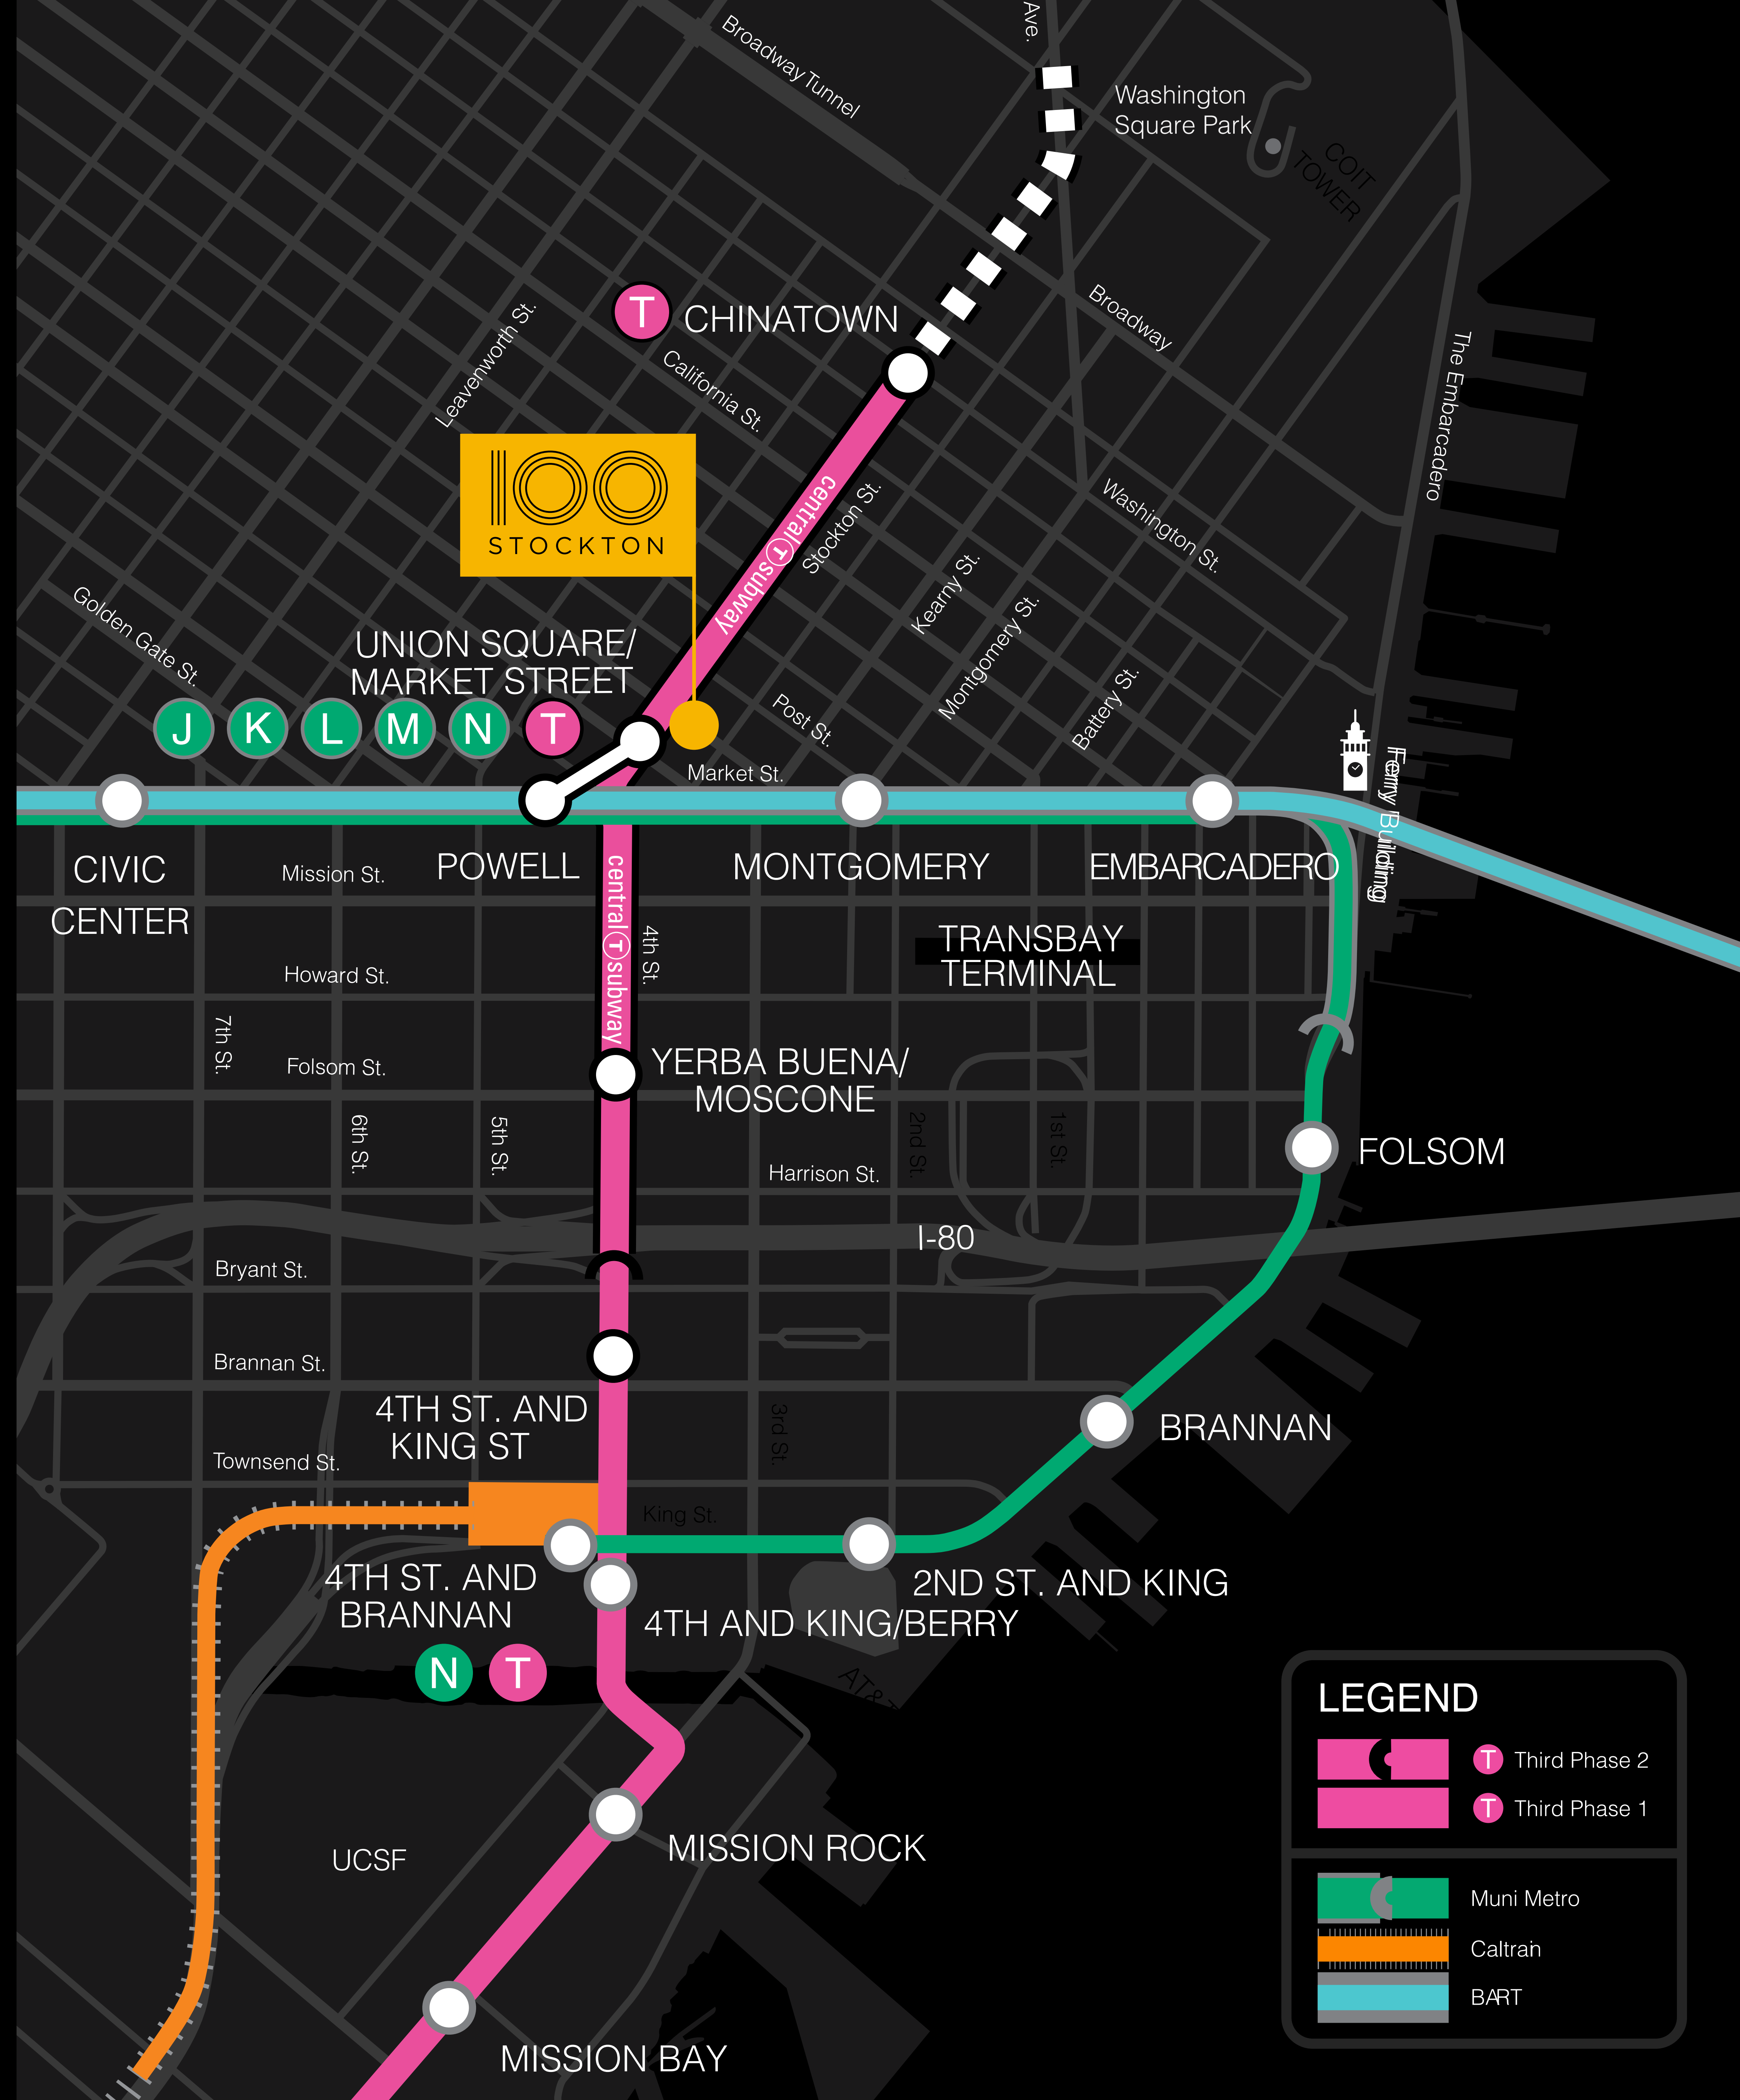 Ave.
Broadway Tunnel
Washington
Square Park
COIT
TOWER
T CHINATOWN
Leavenworth St.
California St.
Broadway
The Embarcadero
100
STOCKTON
central T subway
Stockton St.
Kearny St.
Montgomery St.
Washington St.
Golden Gate St.
UNION SQUARE/
MARKET STREET
J K L M N T
Post St.
Battery St.
Market St.
Ferry Building
CIVIC
CENTER
Mission St.
POWELL
MONTGOMERY
EMBARCADERO
central T subway
4th St.
TRANSBAY
TERMINAL
Howard St.
7th St.
Folsom St.
YERBA BUENA/
MOSCONE
6th St.
5th St.
2nd St.
1st St.
FOLSOM
Harrison St.
I-80
Bryant St.
Brannan St.
4TH ST. AND
KING ST
3rd St.
BRANNAN
Townsend St.
King St.
4TH ST. AND
BRANNAN
2ND ST. AND KING
4TH AND KING/BERRY
N T
AT&T
MISSION ROCK
UCSF
MISSION BAY
LEGEND
T Third Phase 2
T Third Phase 1
Muni Metro
Caltrain
BART